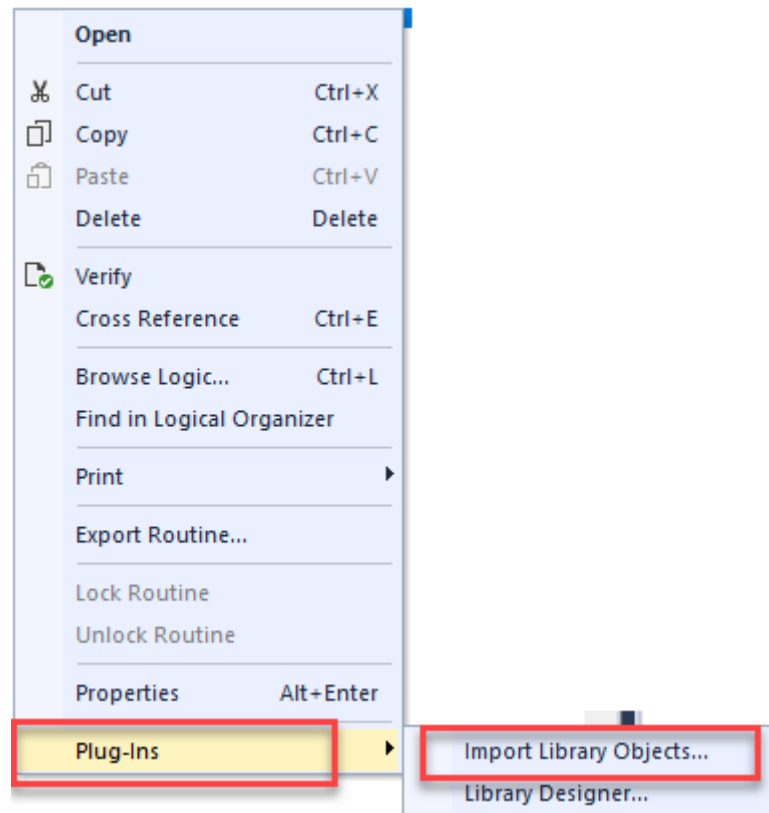 Open
Cut Ctrl+X
Copy Ctrl+C
Paste Ctrl+V
Delete Delete
Verify
Cross Reference Ctrl+E
Browse Logic... Ctrl+L
Find in Logical Organizer
Print
Export Routine...
Lock Routine
Unlock Routine
Properties Alt+Enter
Plug-Ins Import Library Objects...
Library Designer...